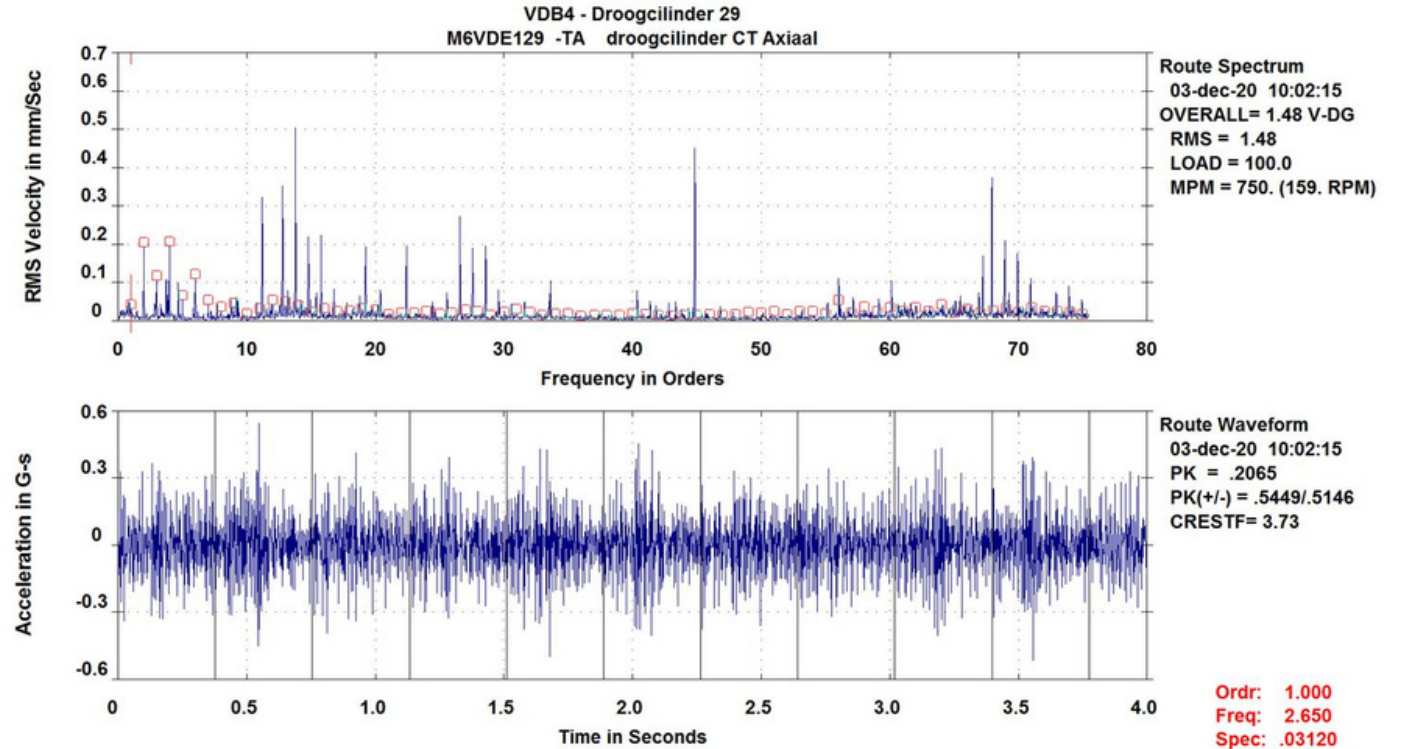 VDB4 - Droogcilinder 29
M6VDE129 -TA droogcilinder CT Axiaal
RMS Velocity in mm/Sec
0.7
0.6
0.5
0.4
0.3
0.2
0.1
0
0 10 20 30 40 50 60 70 80
Frequency in Orders
Route Spectrum
03-dec-20 10:02:15
OVERALL= 1.48 V-DG
RMS = 1.48
LOAD = 100.0
MPM = 750. (159. RPM)
Acceleration in G-s
0.6
0.3
0
-0.3
-0.6
0 0.5 1.0 1.5 2.0 2.5 3.0 3.5 4.0
Time in Seconds
Route Waveform
03-dec-20 10:02:15
PK = .2065
PK(+/-) = .5449/.5146
CRESTF= 3.73
Ordr: 1.000
Freq: 2.650
Spec: .03120